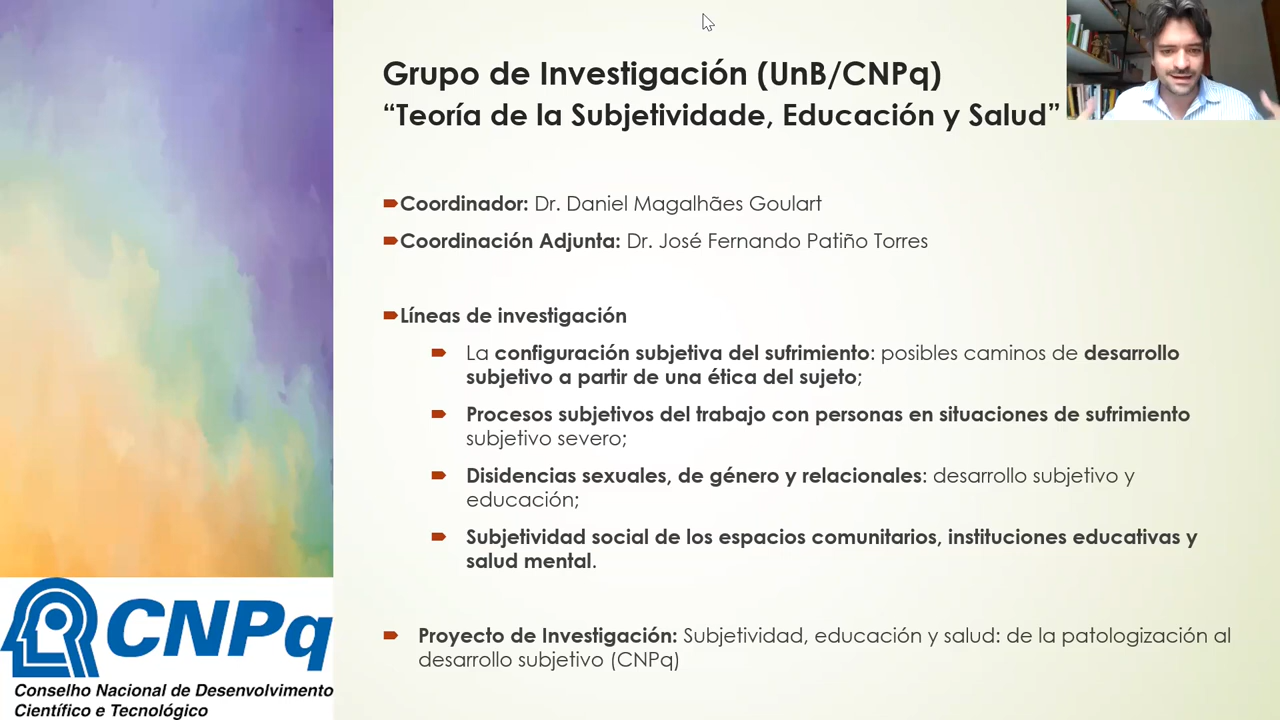 Grupo de Investigación (UnB/CNPq)
“Teoría de la Subjetividade, Educación y Salud”
Coordinador: Dr. Daniel Magalhães Goulart
Coordinación Adjunta: Dr. José Fernando Patiño Torres
Líneas de investigación
La configuración subjetiva del sufrimiento: posibles caminos de desarrollo
subjetivo a partir de una ética del sujeto;
Procesos subjetivos del trabajo con personas en situaciones de sufrimiento
subjetivo severo;
Disidencias sexuales, de género y relacionales: desarrollo subjetivo y
educación;
Subjetividad social de los espacios comunitarios, instituciones educativas y
salud mental.
Proyecto de Investigación: Subjetividad, educación y salud: de la patologización al
desarrollo subjetivo (CNPq)
CNPq
Conselho Nacional de Desenvolvimento
Científico e Tecnológico